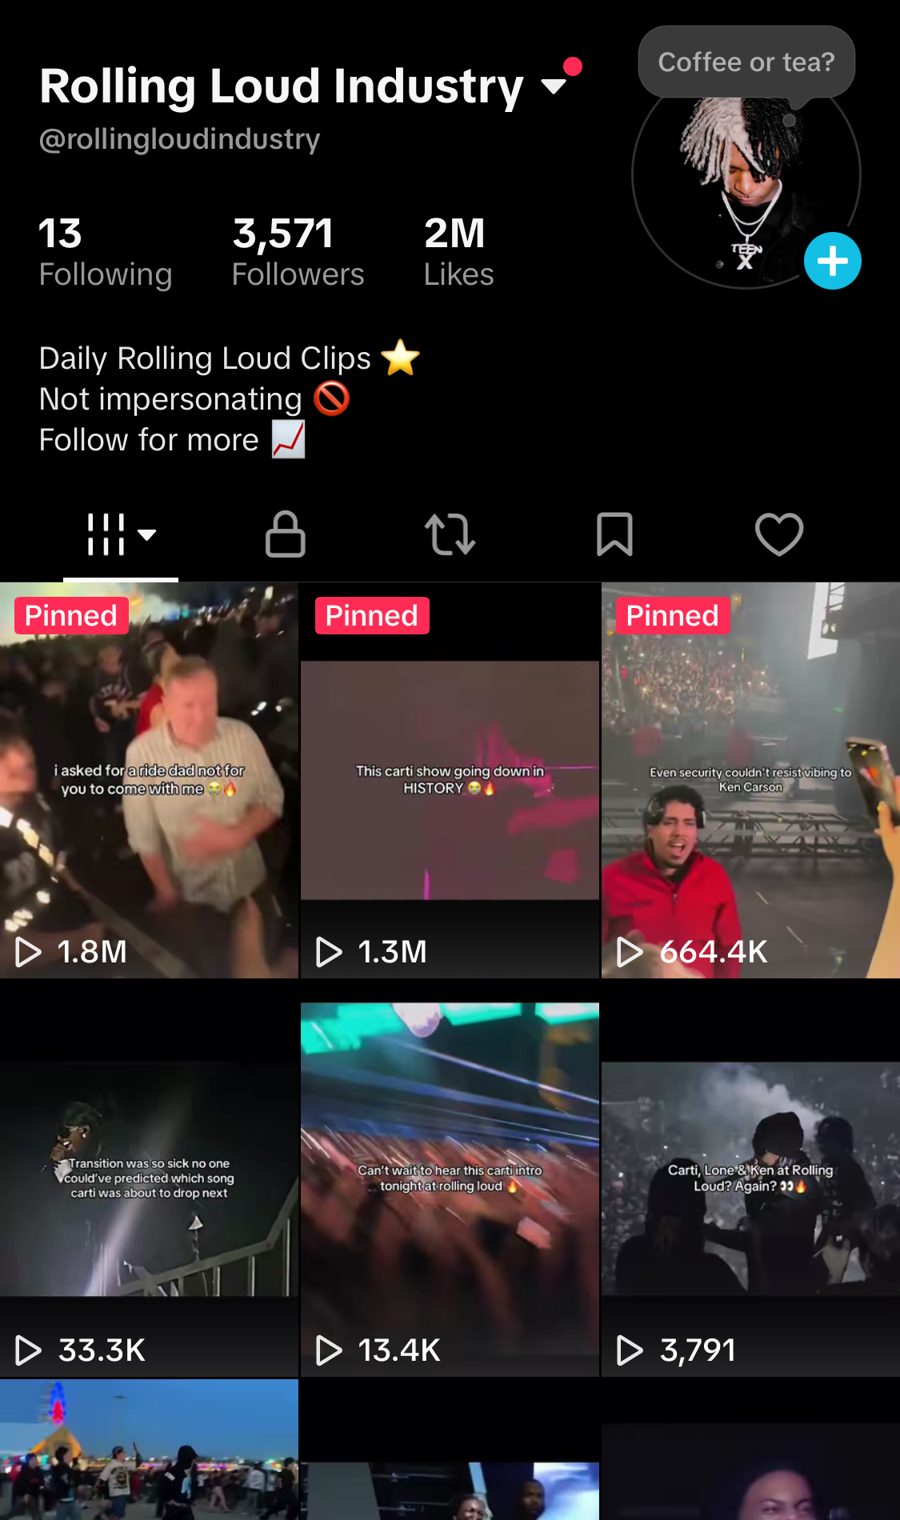 Rolling Loud Industry
Coffee or tea?
@rollingloudindustry
13
3,571
2M
Following
Followers
Likes
TEEN
X
Daily Rolling Loud Clips ⭐
Not impersonating 🚫
Follow for more 📈
Pinned
i asked for a ride dad not for
you to come with me 😭🔥
1.8M
Pinned
This carti show going down in
HISTORY 😭🔥
1.3M
Pinned
Even security couldn't resist vibing to
Ken Carson
664.4K
Transition was so sick no one
could've predicted which song
carti was about to drop next
33.3K
Can't wait to hear this carti intro
tonight at rolling loud 🔥
13.4K
Carti, Lone & Ken at Rolling
Loud? Again? 👀🔥
3,791